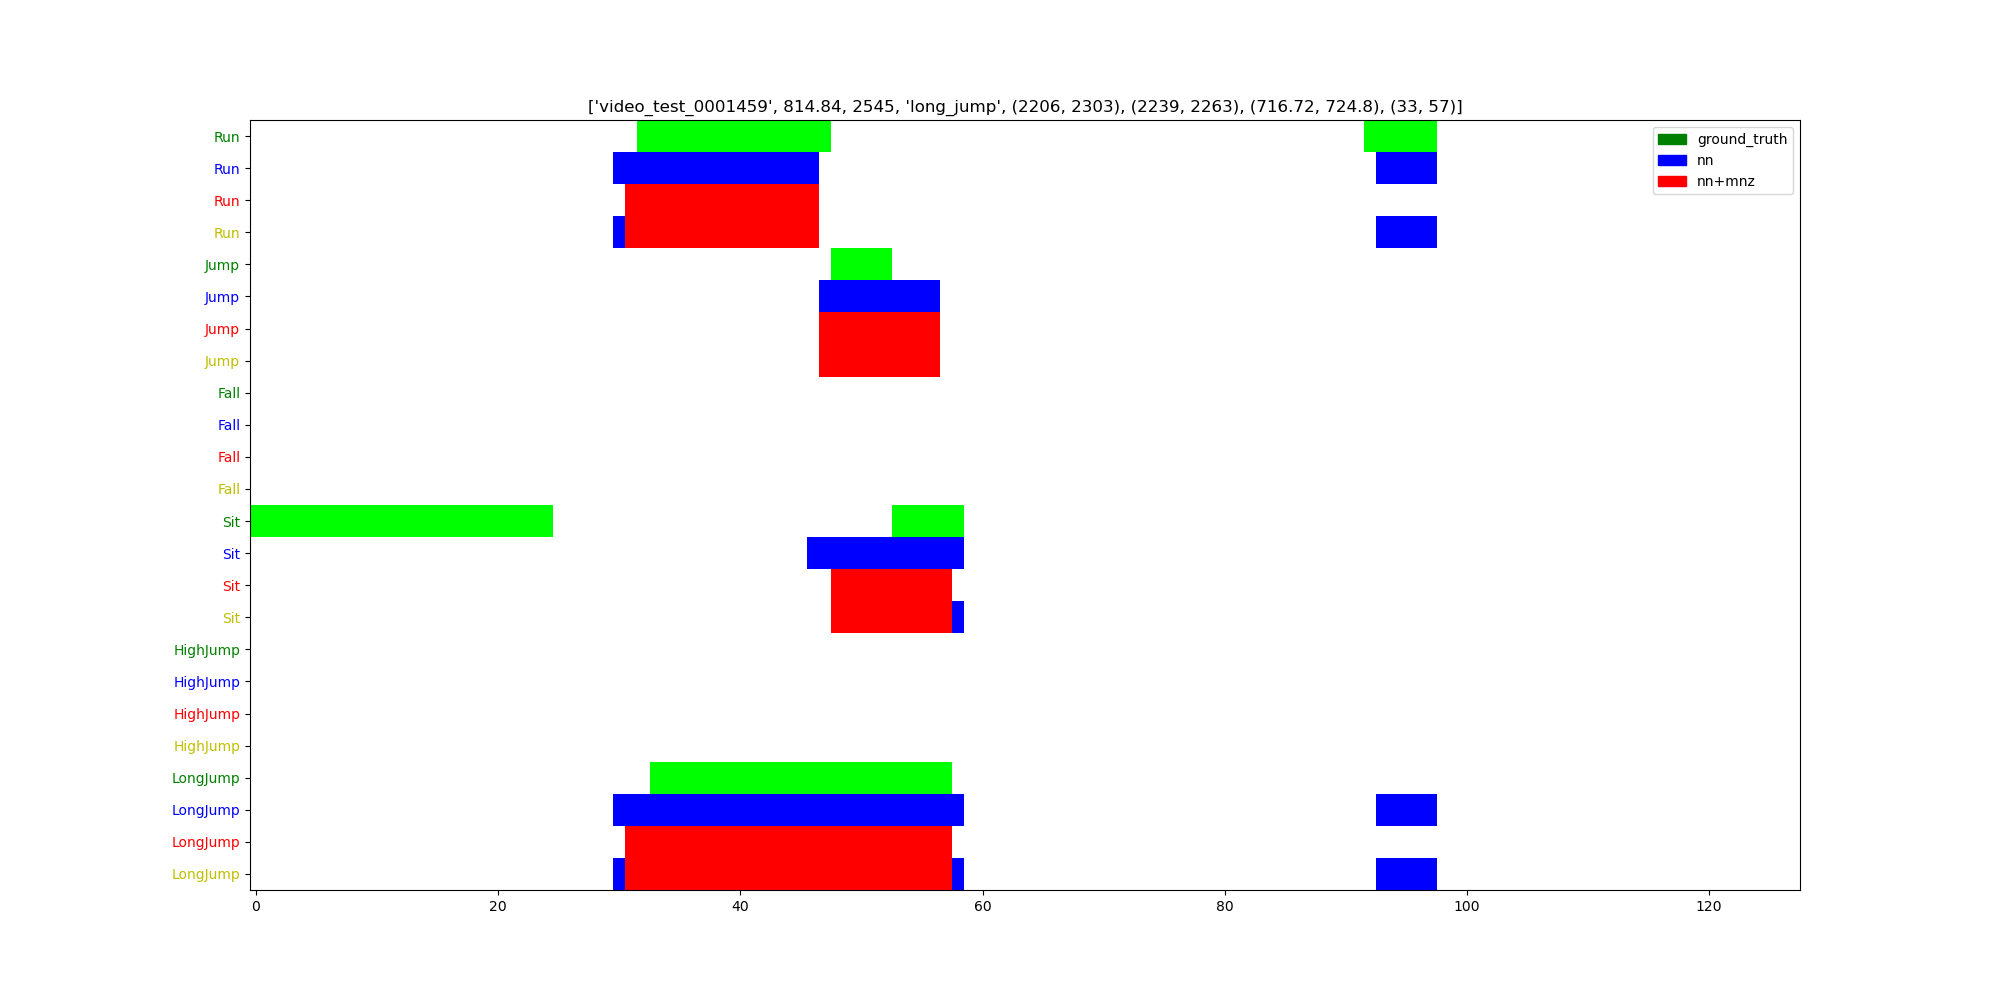 ['video_test_0001459', 814.84, 2545, 'long_jump', (2206, 2303), (2239, 2263), (716.72, 724.8), (33, 57)]
Run
Run
Run
Run
Jump
Jump
Jump
Jump
Fall
Fall
Fall
Fall
Sit
Sit
Sit
Sit
HighJump
HighJump
HighJump
HighJump
LongJump
LongJump
LongJump
LongJump
ground_truth
nn
nn+mnz
0 20 40 60 80 100 120